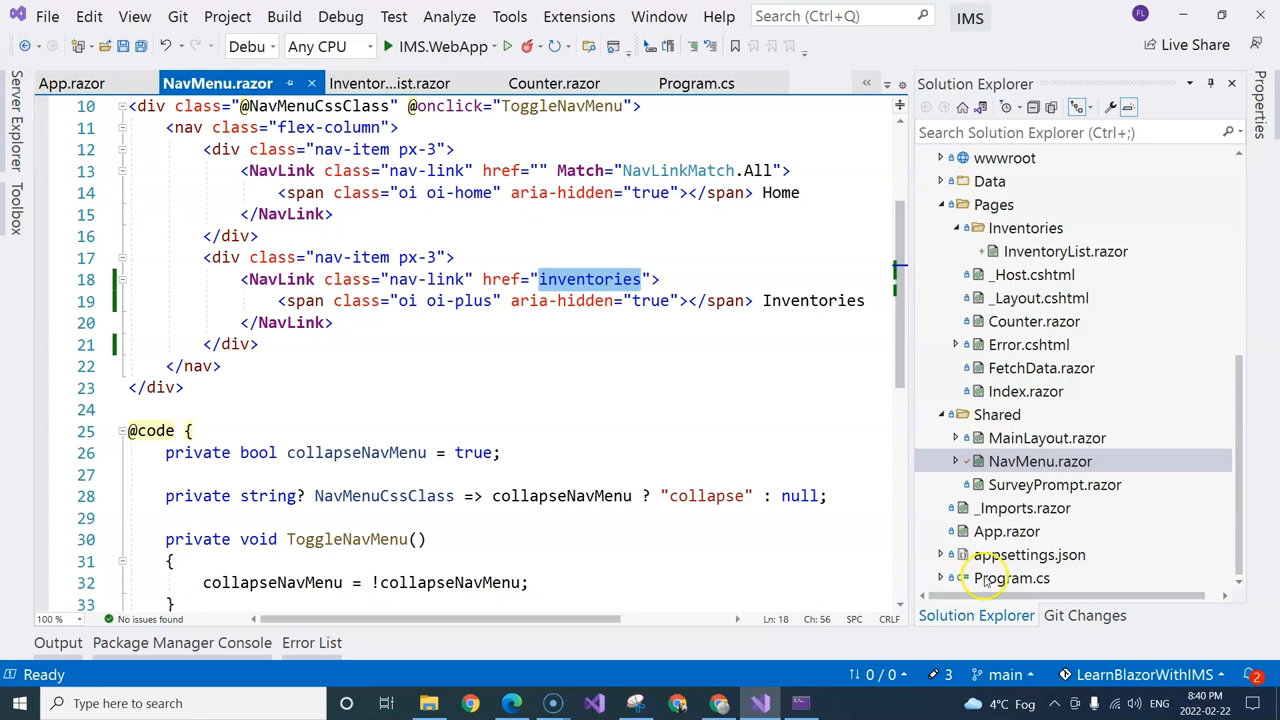 File Edit View Git Project Build Debug Test Analyze Tools Extensions Window Help Search (Ctrl+Q) IMS FL
Debu Any CPU IMS.WebApp Live Share
App.razor NavMenu.razor Inventor...ist.razor Counter.razor Program.cs
Server Explorer
Toolbox
10 <div class="@NavMenuCssClass" @onclick="ToggleNavMenu">
11 <nav class="flex-column">
12 <div class="nav-item px-3">
13 <NavLink class="nav-link" href="" Match="NavLinkMatch.All">
14 <span class="oi oi-home" aria-hidden="true"></span> Home
15 </NavLink>
16 </div>
17 <div class="nav-item px-3">
18 <NavLink class="nav-link" href="inventories">
19 <span class="oi oi-plus" aria-hidden="true"></span> Inventories
20 </NavLink>
21 </div>
22 </nav>
23 </div>
24
25 @code {
26 private bool collapseNavMenu = true;
27
28 private string? NavMenuCssClass => collapseNavMenu ? "collapse" : null;
29
30 private void ToggleNavMenu()
31 {
32 collapseNavMenu = !collapseNavMenu;
33 }
100 % No issues found Ln: 18 Ch: 56 SPC CRLF
Solution Explorer
Search Solution Explorer (Ctrl+;)
wwwroot
Data
Pages
Inventories
InventoryList.razor
_Host.cshtml
_Layout.cshtml
Counter.razor
Error.cshtml
FetchData.razor
Index.razor
Shared
MainLayout.razor
NavMenu.razor
SurveyPrompt.razor
_Imports.razor
App.razor
appsettings.json
Program.cs
Solution Explorer Git Changes
Properties
Output Package Manager Console Error List
Ready 0 / 0 3 main LearnBlazorWithIMS 2
Type here to search 4°C Fog ENG 8:40 PM
2022-02-22